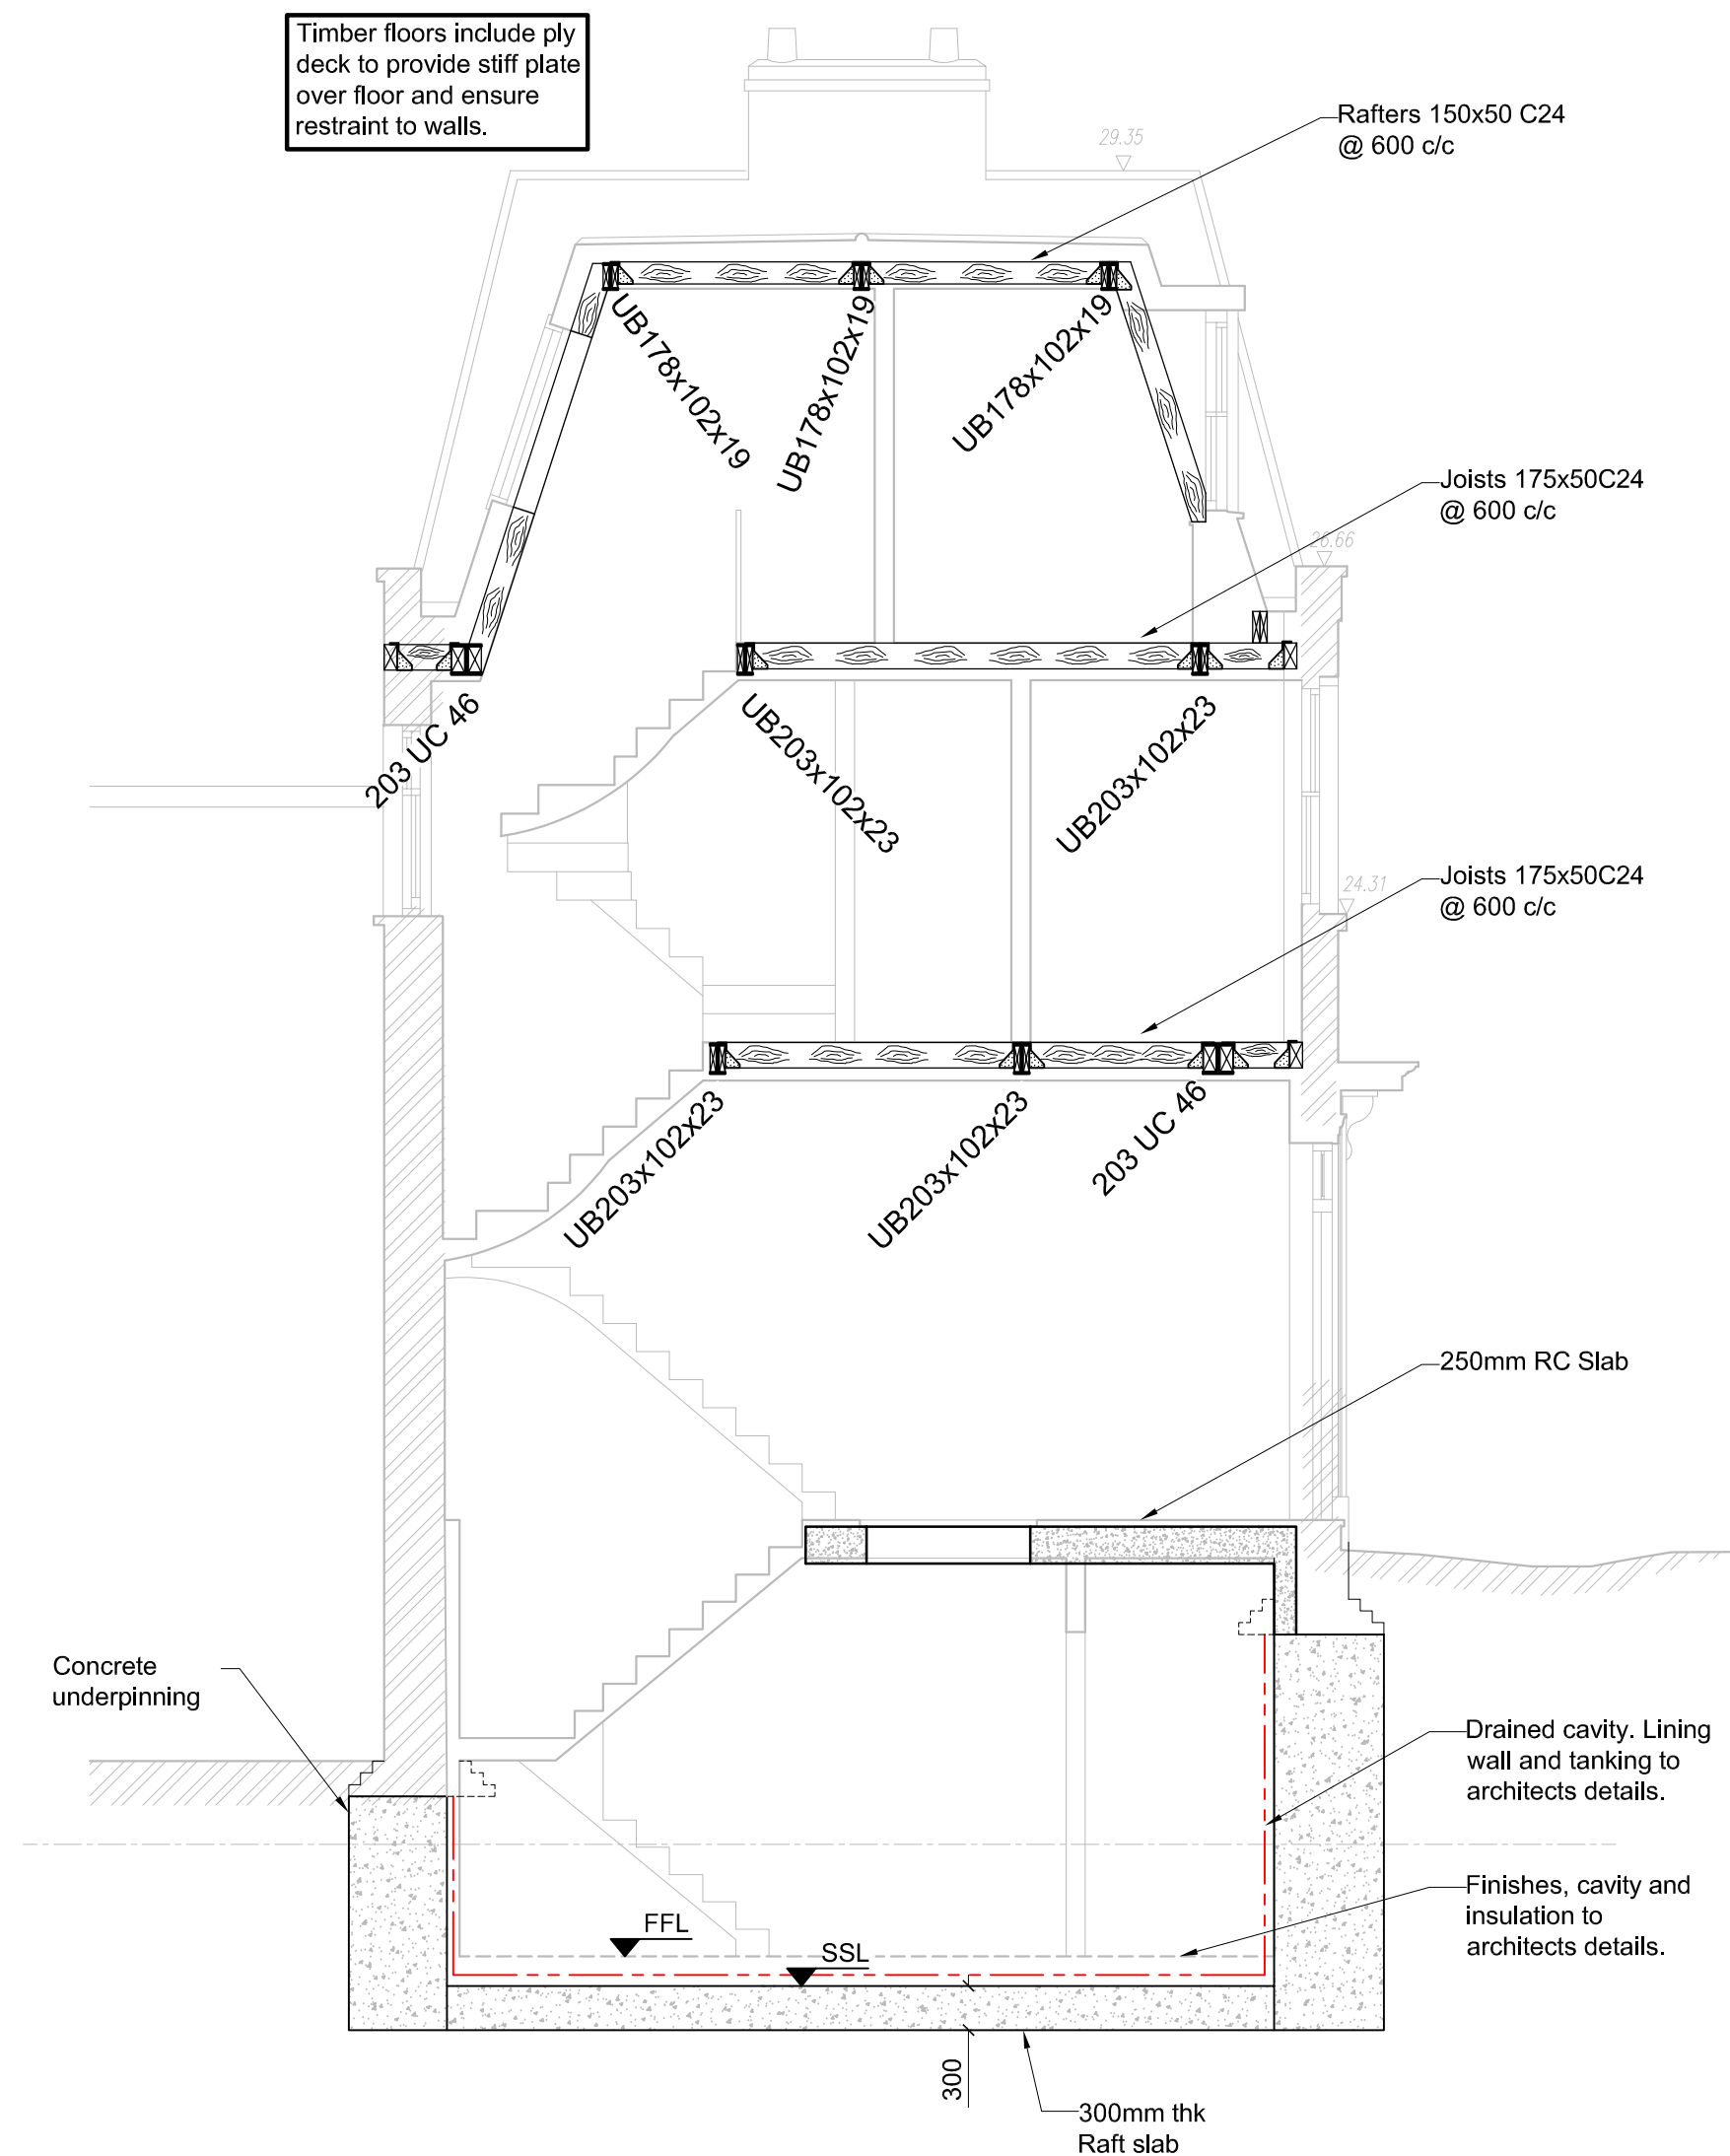 Timber floors include ply
deck to provide stiff plate
over floor and ensure
restraint to walls.
29.35
Rafters 150x50 C24
@ 600 c/c
UB178x102x19
UB178x102x19
UB178x102x19
Joists 175x50C24
@ 600 c/c
26.66
203 UC 46
UB203x102x23
UB203x102x23
Joists 175x50C24
@ 600 c/c
24.31
UB203x102x23
UB203x102x23
203 UC 46
250mm RC Slab
Concrete
underpinning
Drained cavity. Lining
wall and tanking to
architects details.
Finishes, cavity and
insulation to
architects details.
FFL
SSL
300
300mm thk
Raft slab